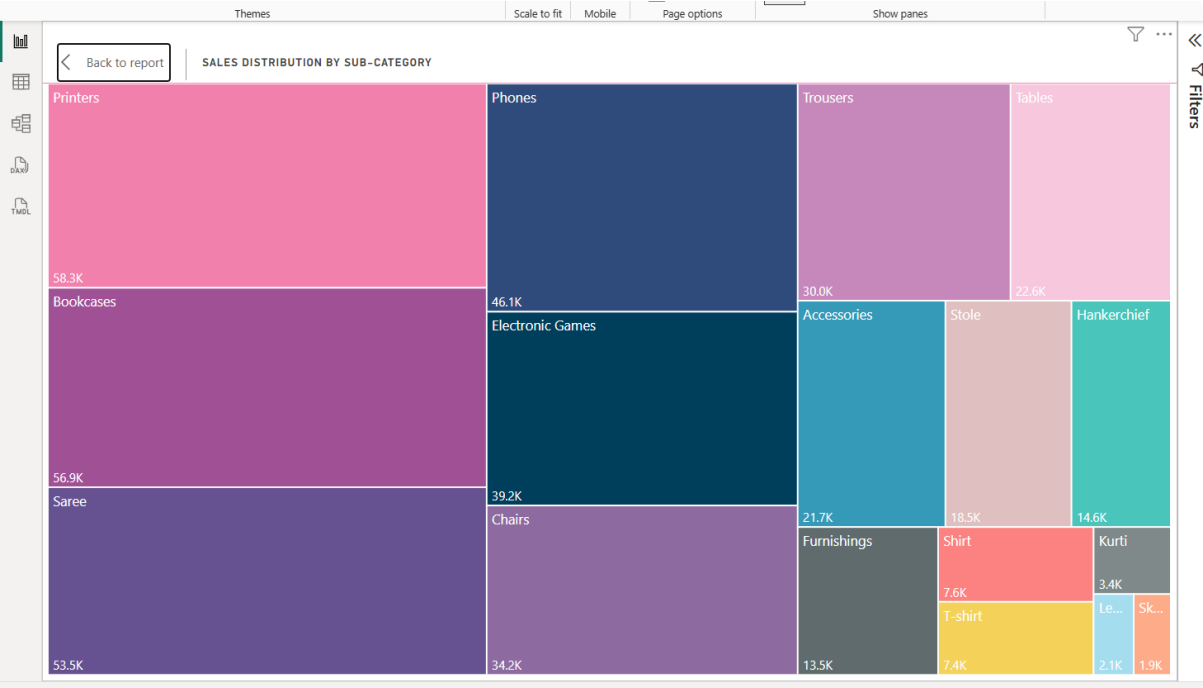 Themes
Scale to fit
Mobile
Page options
Show panes
Back to report
SALES DISTRIBUTION BY SUB-CATEGORY
Filters
DAX
TMDL
Printers
58.3K
Bookcases
56.9K
Saree
53.5K
Phones
46.1K
Electronic Games
39.2K
Chairs
34.2K
Trousers
30.0K
Tables
22.6K
Accessories
21.7K
Stole
18.5K
Hankerchief
14.6K
Furnishings
13.5K
Shirt
7.6K
T-shirt
7.4K
Kurti
3.4K
Le...
2.1K
Sk...
1.9K